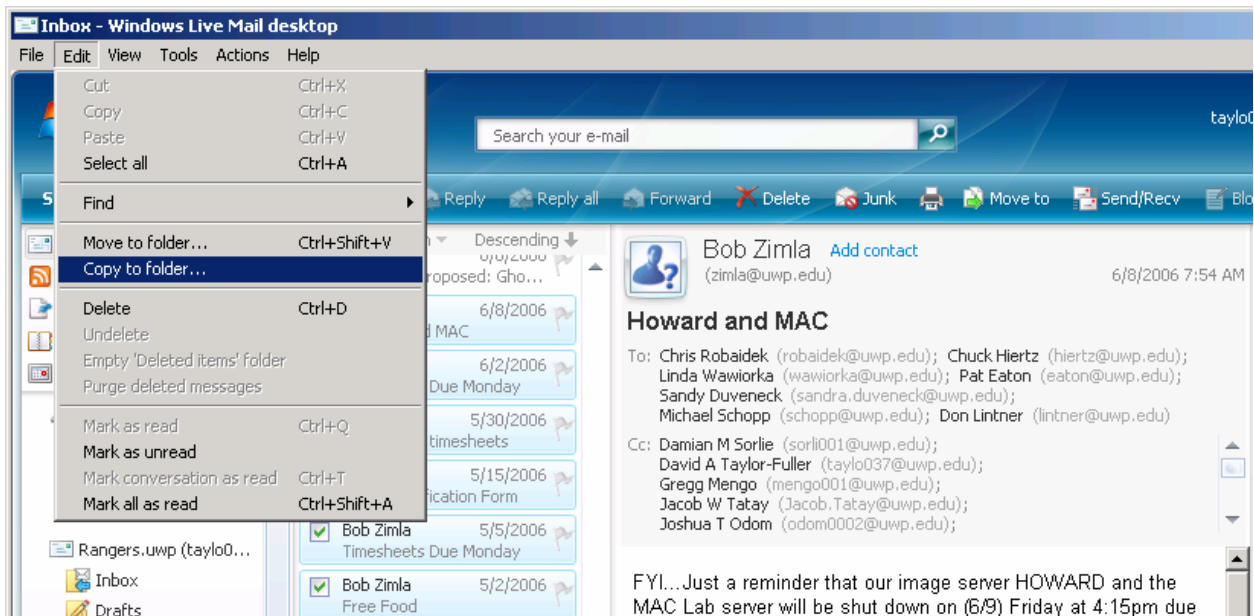 Inbox - Windows Live Mail desktop
File Edit View Tools Actions Help
Cut Ctrl+X
Copy Ctrl+C
Paste Ctrl+V
Select all Ctrl+A
Find
Move to folder... Ctrl+Shift+V
Copy to folder...
Delete Ctrl+D
Undelete
Empty 'Deleted items' folder
Purge deleted messages
Mark as read Ctrl+Q
Mark as unread
Mark conversation as read Ctrl+T
Mark all as read Ctrl+Shift+A
Search your e-mail
taylo0
S Reply Reply all Forward Delete Junk Move to Send/Recv Blo
Descending
roposed: Gho...
6/8/2006
d MAC
6/2/2006
Due Monday
5/30/2006
timesheets
5/15/2006
fication Form
Bob Zimla 5/5/2006
Timesheets Due Monday
Bob Zimla 5/2/2006
Free Food
Rangers.uwp (taylo0...
Inbox
Drafts
Bob Zimla Add contact
(zimla@uwp.edu) 6/8/2006 7:54 AM
Howard and MAC
To: Chris Robaidek (robaidek@uwp.edu); Chuck Hiertz (hiertz@uwp.edu);
Linda Wawiorka (wawiorka@uwp.edu); Pat Eaton (eaton@uwp.edu);
Sandy Duveneck (sandra.duveneck@uwp.edu);
Michael Schopp (schopp@uwp.edu); Don Lintner (lintner@uwp.edu)
Cc: Damian M Sorlie (sorli001@uwp.edu);
David A Taylor-Fuller (taylo037@uwp.edu);
Gregg Mengo (mengo001@uwp.edu);
Jacob W Tatay (Jacob.Tatay@uwp.edu);
Joshua T Odom (odom0002@uwp.edu);
FYI...Just a reminder that our image server HOWARD and the
MAC Lab server will be shut down on (6/9) Friday at 4:15pm due